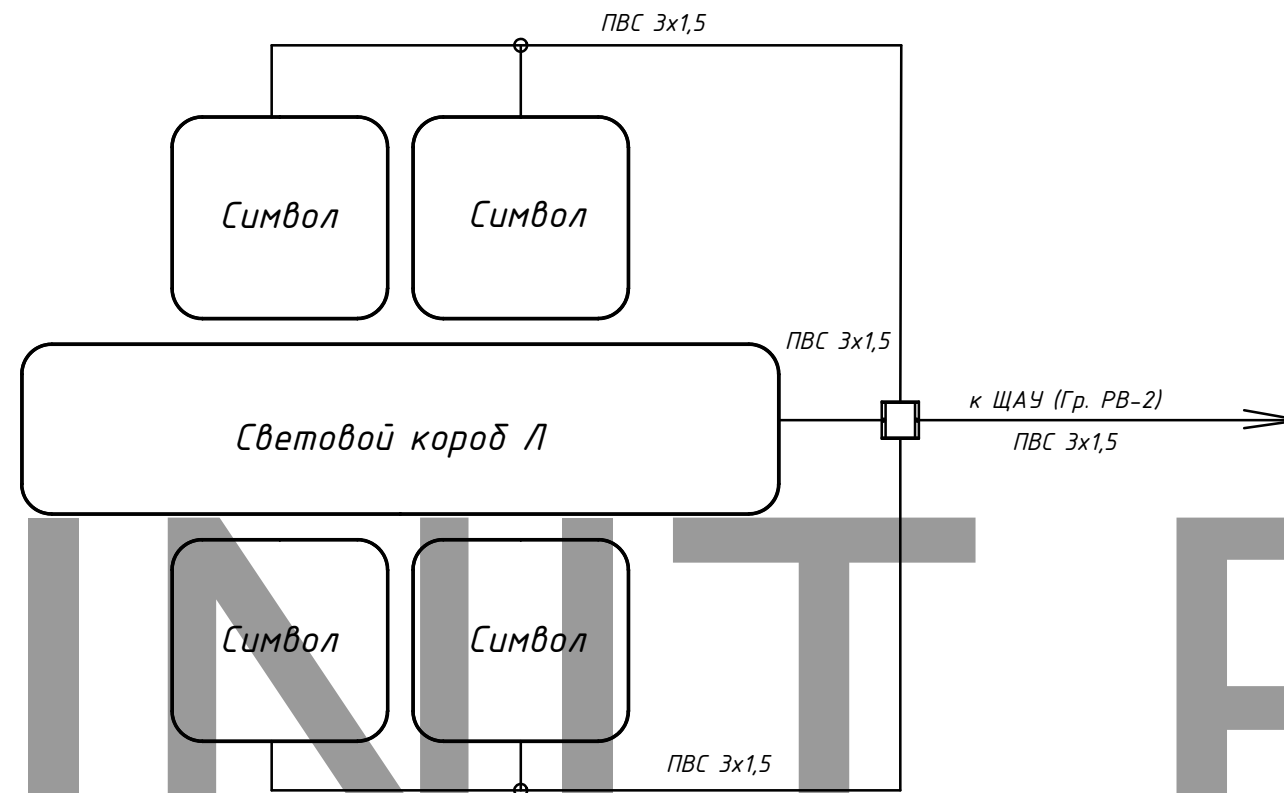 ПВС 3х1,5
Символ Символ
ПВС 3х1,5
к ЩАУ (Гр. РВ-2)
Световой короб Л
ПВС 3х1,5
Символ Символ
ПВС 3х1,5